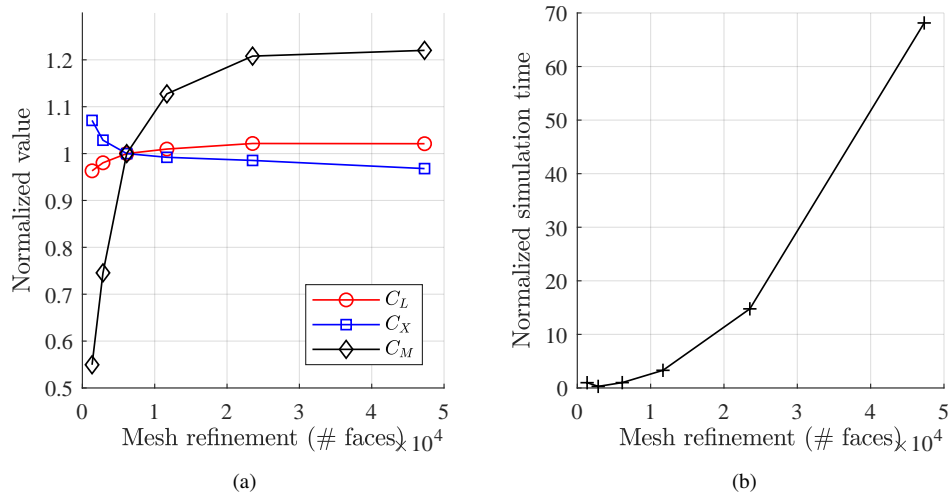 Normalized value
1.2
1.1
1
0.9
0.8
0.7
0.6
0.5
0 1 2 3 4 5
Mesh refinement (# faces)
×10⁴
C_L
C_X
C_M
(a)
Normalized simulation time
70
60
50
40
30
20
10
0
0 1 2 3 4 5
Mesh refinement (# faces)
×10⁴
(b)